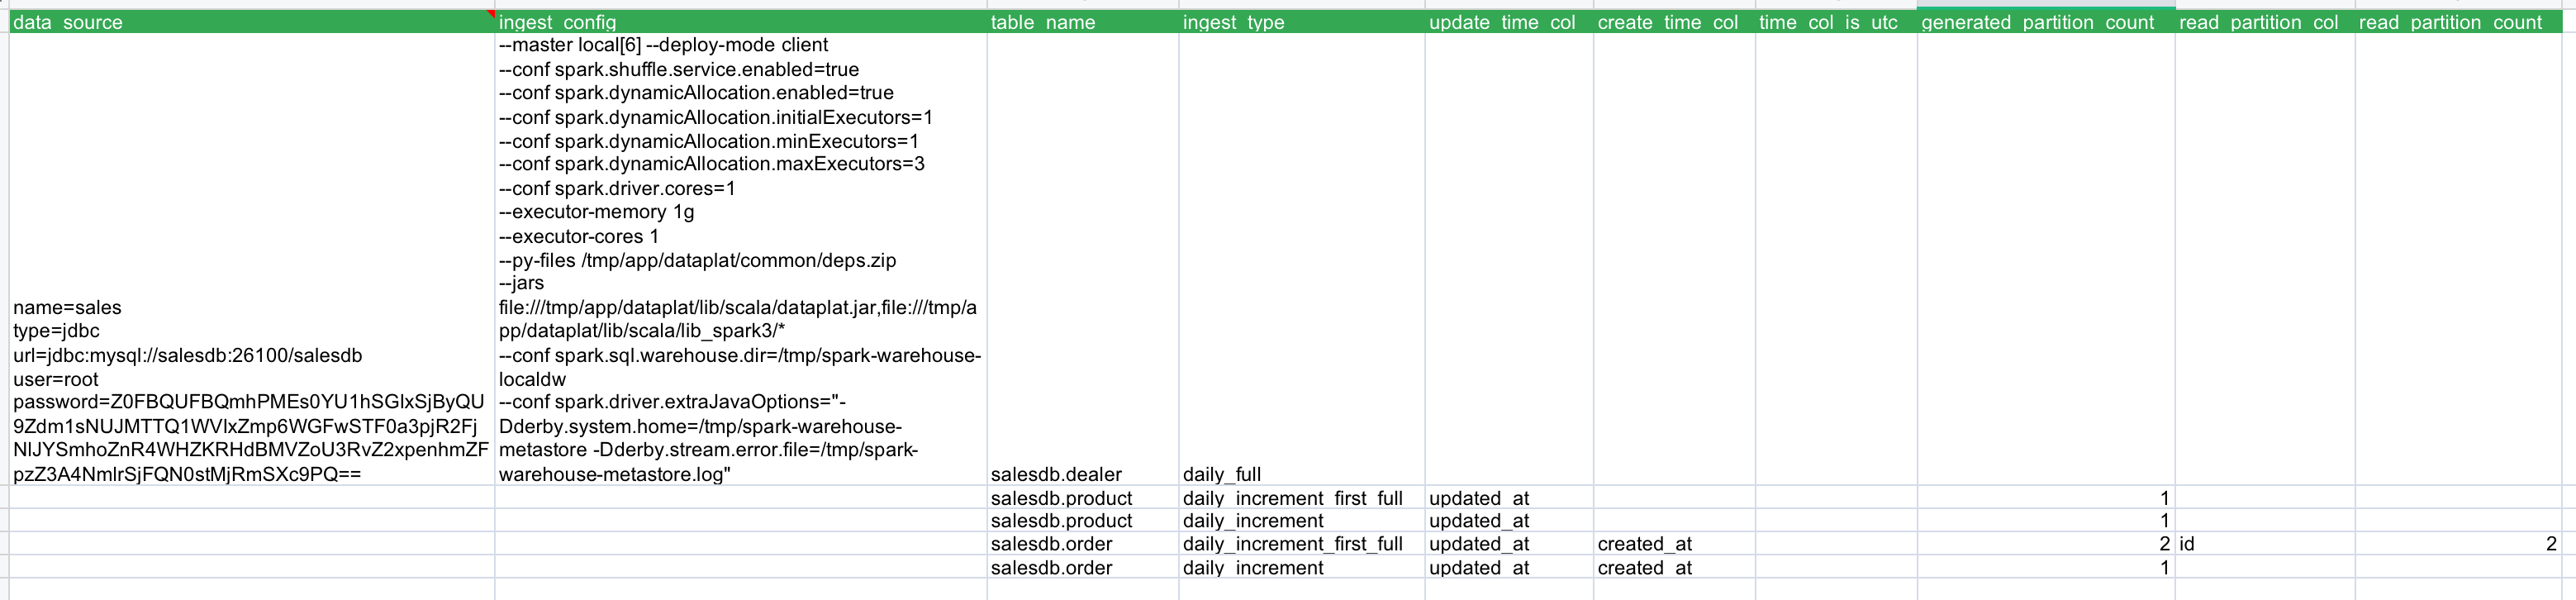 data_source ingest_config table_name ingest_type update_time_col create_time_col time_col_is_utc generated_partition_count read_partition_col read_partition_count
name=sales
type=jdbc
url=jdbc:mysql://salesdb:26100/salesdb
user=root
password=Z0FBQUFBQmhPMEs0YU1hSGlxSjByQU
9Zdm1sNUJMTTQ1WVlxZmp6WGFwSTF0a3pjR2Fj
NlJYSmhoZnR4WHZKRHdBMVZoU3RvZ2xpenhmZF
pzZ3A4NmlrSjFQN0stMjRmSXc9PQ==
--master local[6] --deploy-mode client
--conf spark.shuffle.service.enabled=true
--conf spark.dynamicAllocation.enabled=true
--conf spark.dynamicAllocation.initialExecutors=1
--conf spark.dynamicAllocation.minExecutors=1
--conf spark.dynamicAllocation.maxExecutors=3
--conf spark.driver.cores=1
--executor-memory 1g
--executor-cores 1
--py-files /tmp/app/dataplat/common/deps.zip
--jars
file:///tmp/app/dataplat/lib/scala/dataplat.jar,file:///tmp/a
pp/dataplat/lib/scala/lib_spark3/*
--conf spark.sql.warehouse.dir=/tmp/spark-warehouse-
localdw
--conf spark.driver.extraJavaOptions="-
Dderby.system.home=/tmp/spark-warehouse-
metastore -Dderby.stream.error.file=/tmp/spark-
warehouse-metastore.log"
salesdb.dealer daily_full
salesdb.product daily_increment_first_full updated_at 1
salesdb.product daily_increment updated_at 1
salesdb.order daily_increment_first_full updated_at created_at 2 id 2
salesdb.order daily_increment updated_at created_at 1